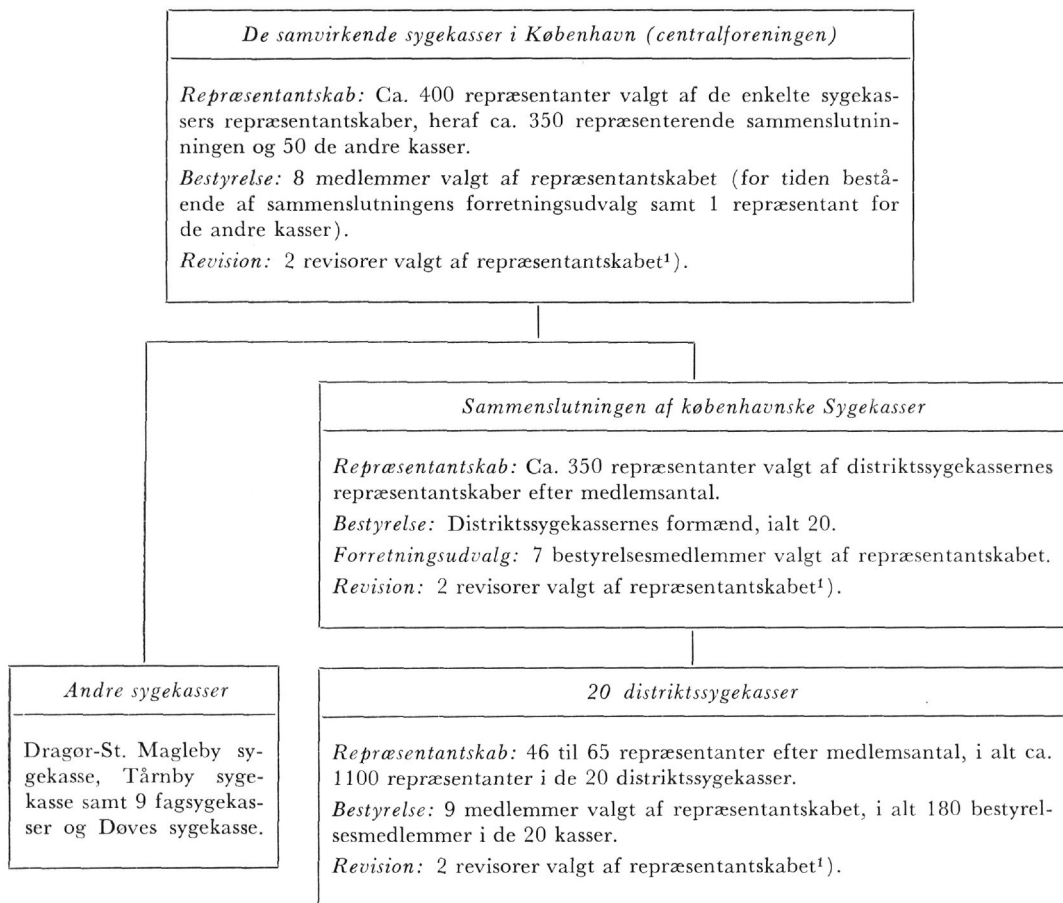 De samvirkende sygekasser i København (centralforeningen)
Repræsentantskab: Ca. 400 repræsentanter valgt af de enkelte sygekas-
sers repræsentantskaber, heraf ca. 350 repræsenterende sammenslutnin-
ningen og 50 de andre kasser.
Bestyrelse: 8 medlemmer valgt af repræsentantskabet (for tiden bestå-
ende af sammenslutningens forretningsudvalg samt 1 repræsentant for
de andre kasser).
Revision: 2 revisorer valgt af repræsentantskabet¹).
Sammenslutningen af københavnske Sygekasser
Repræsentantskab: Ca. 350 repræsentanter valgt af distriktssygekassernes
repræsentantskaber efter medlemsantal.
Bestyrelse: Distriktssygekassernes formænd, ialt 20.
Forretningsudvalg: 7 bestyrelsesmedlemmer valgt af repræsentantskabet.
Revision: 2 revisorer valgt af repræsentantskabet¹).
Andre sygekasser
Dragør-St. Magleby sy-
gekasse, Tårnby syge-
kasse samt 9 fagsygekas-
ser og Døves sygekasse.
20 distriktssygekasser
Repræsentantskab: 46 til 65 repræsentanter efter medlemsantal, i alt ca.
1100 repræsentanter i de 20 distriktssygekasser.
Bestyrelse: 9 medlemmer valgt af repræsentantskabet, i alt 180 bestyrel-
sesmedlemmer i de 20 kasser.
Revision: 2 revisorer valgt af repræsentantskabet¹).